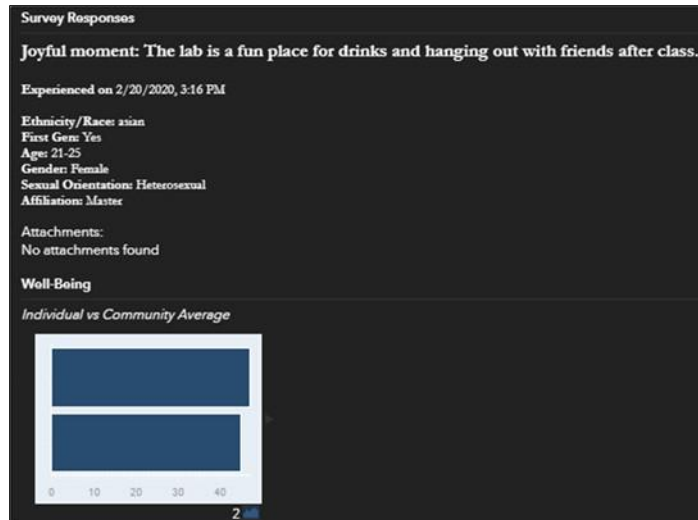 Survey Responses
Joyful moment: The lab is a fun place for drinks and hanging out with friends after class.
Experienced on 2/20/2020, 3:16 PM
Ethnicity/Race: asian
First Gen: Yes
Age: 21-25
Gender: Female
Sexual Orientation: Heterosexual
Affiliation: Master
Attachments:
No attachments found
Well-Being
Individual vs Community Average
0 10 20 30 40
2